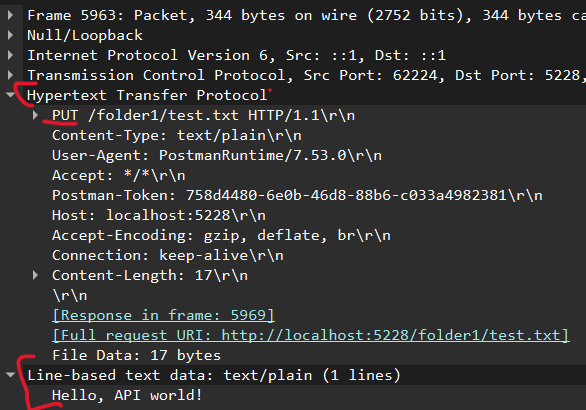 Frame 5963: Packet, 344 bytes on wire (2752 bits), 344 bytes ca
Null/Loopback
Internet Protocol Version 6, Src: ::1, Dst: ::1
Transmission Control Protocol, Src Port: 62224, Dst Port: 5228,
Hypertext Transfer Protocol
PUT /folder1/test.txt HTTP/1.1\r\n
Content-Type: text/plain\r\n
User-Agent: PostmanRuntime/7.53.0\r\n
Accept: */*\r\n
Postman-Token: 758d4480-6e0b-46d8-88b6-c033a4982381\r\n
Host: localhost:5228\r\n
Accept-Encoding: gzip, deflate, br\r\n
Connection: keep-alive\r\n
Content-Length: 17\r\n
\r\n
[Response in frame: 5969]
[Full request URI: http://localhost:5228/folder1/test.txt]
File Data: 17 bytes
Line-based text data: text/plain (1 lines)
Hello, API world!